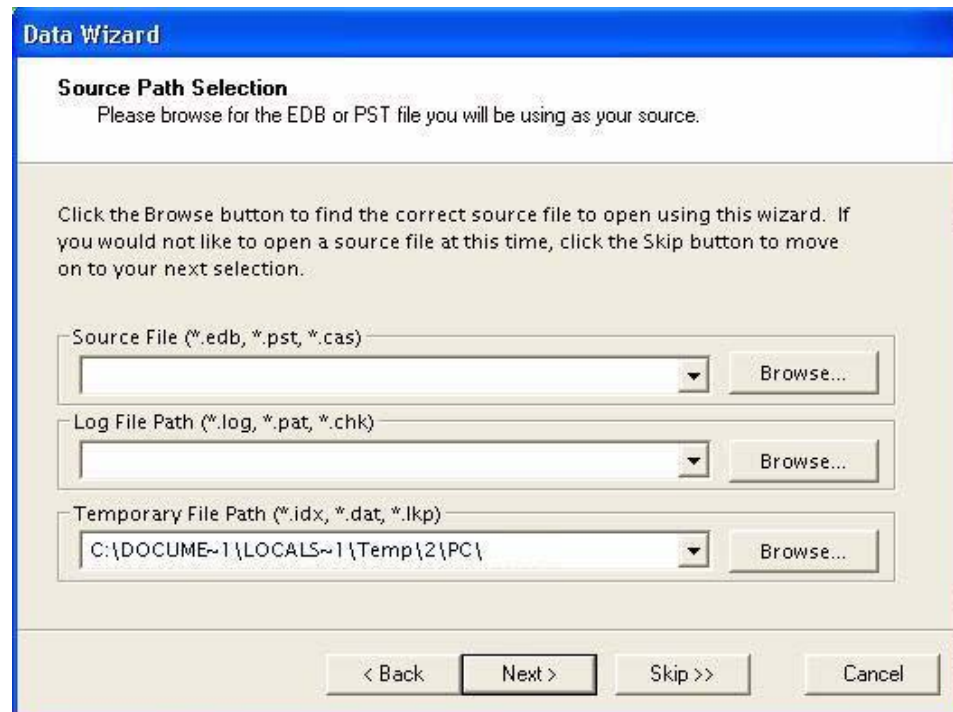 Data Wizard
Source Path Selection
Please browse for the EDB or PST file you will be using as your source.
Click the Browse button to find the correct source file to open using this wizard. If
you would not like to open a source file at this time, click the Skip button to move
on to your next selection.
Source File (*.edb, *.pst, *.cas)
Browse...
Log File Path (*.log, *.pat, *.chk)
Browse...
Temporary File Path (*.idx, *.dat, *.lkp)
C:\DOCUME~1\LOCALS~1\Temp\2\PC\
Browse...
< Back
Next >
Skip >>
Cancel